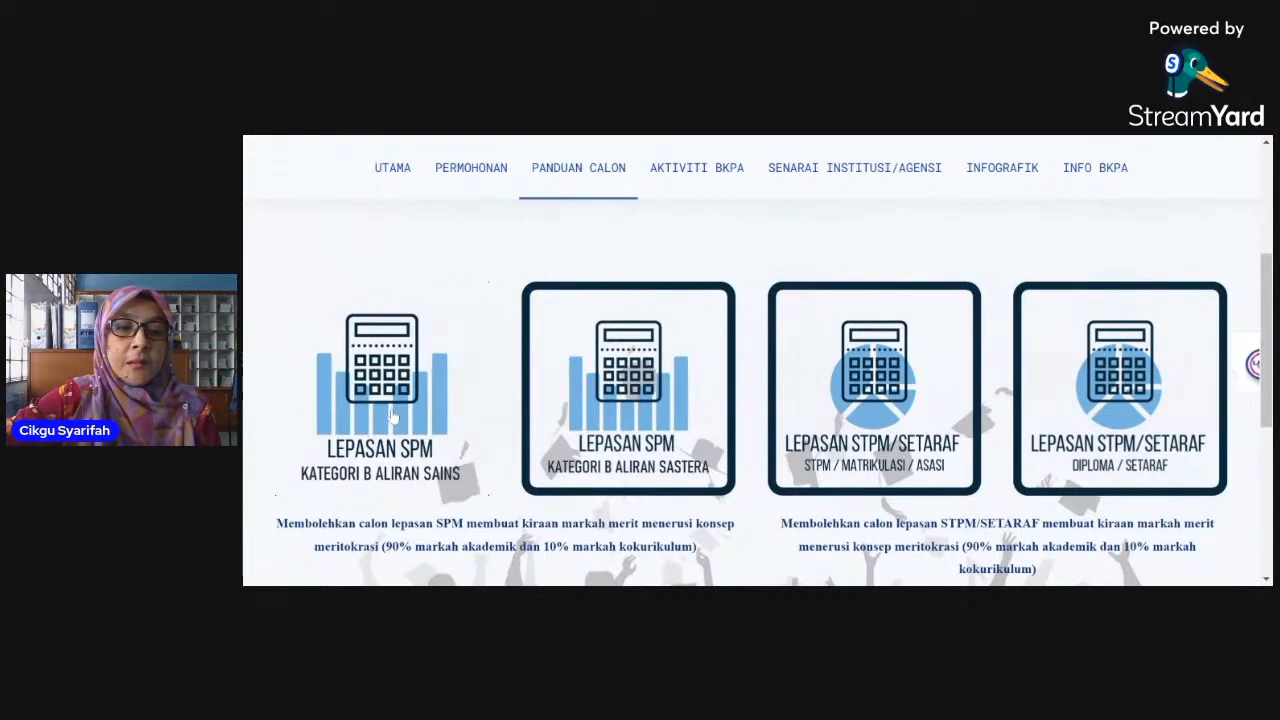 Powered by
StreamYard
UTAMA PERMOHONAN PANDUAN CALON AKTIVITI BKPA SENARAI INSTITUSI/AGENSI INFOGRAFIK INFO BKPA
LEPASAN SPM
KATEGORI B ALIRAN SAINS
LEPASAN SPM
KATEGORI B ALIRAN SASTERA
LEPASAN STPM/SETARAF
STPM / MATRIKULASI / ASASI
LEPASAN STPM/SETARAF
DIPLOMA / SETARAF
Membolehkan calon lepasan SPM membuat kiraan markah merit menerusi konsep
meritokrasi (90% markah akademik dan 10% markah kokurikulum)
Membolehkan calon lepasan STPM/SETARAF membuat kiraan markah merit
menerusi konsep meritokrasi (90% markah akademik dan 10% markah
kokurikulum)
Cikgu Syarifah